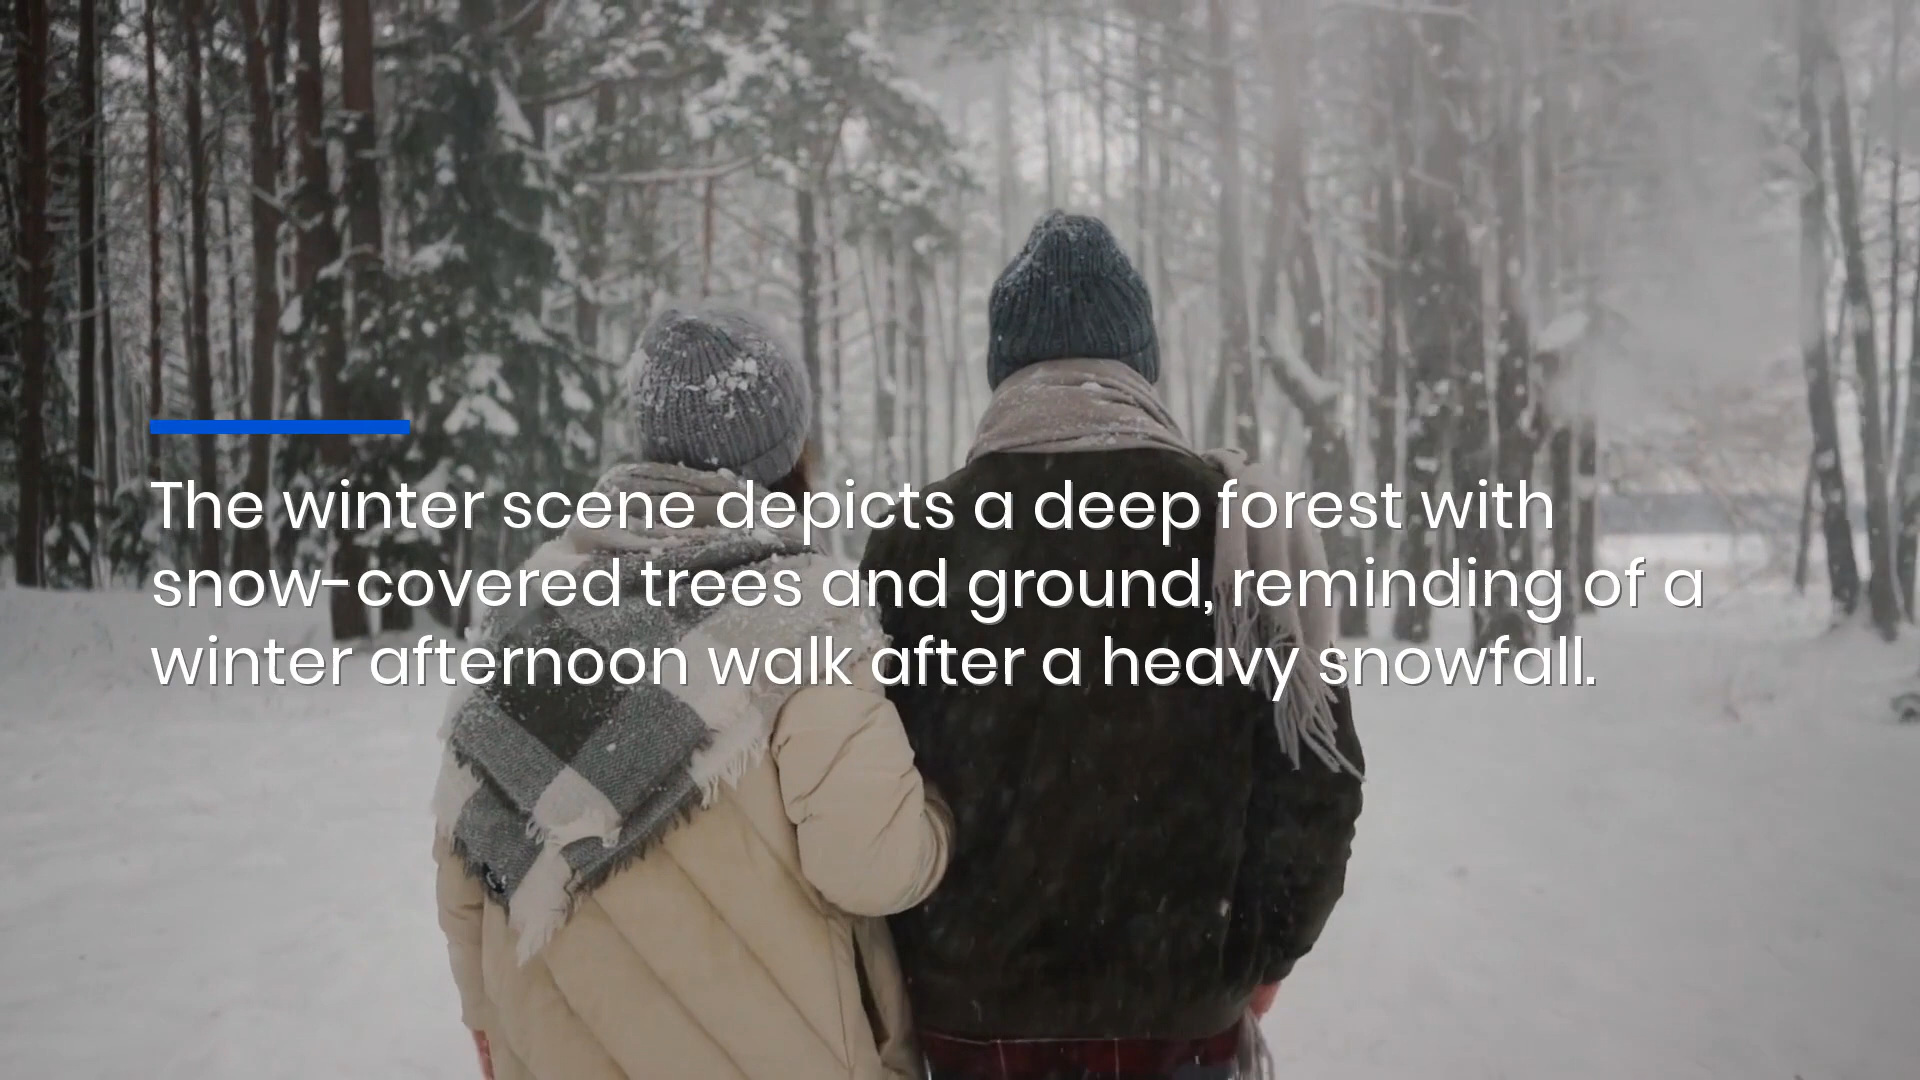 The winter scene depicts a deep forest with
snow-covered trees and ground, reminding of a
winter afternoon walk after a heavy snowfall.